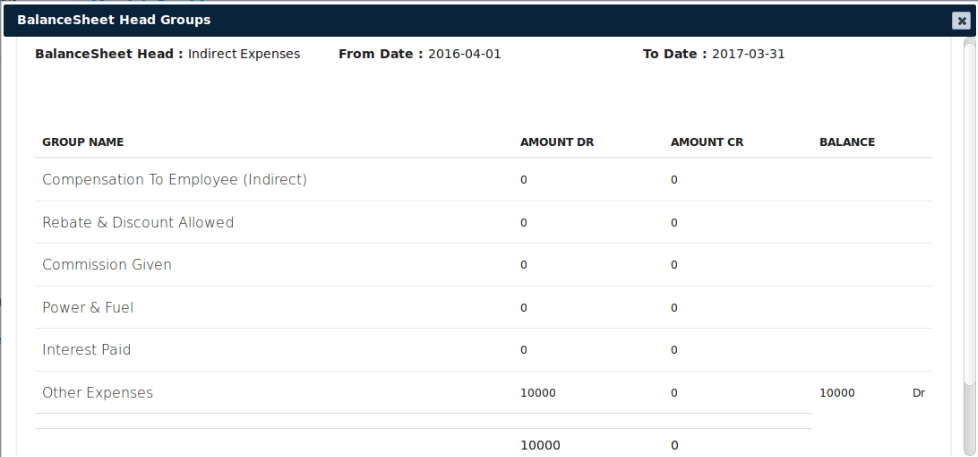 BalanceSheet Head Groups
BalanceSheet Head : Indirect Expenses From Date : 2016-04-01 To Date : 2017-03-31
GROUP NAME AMOUNT DR AMOUNT CR BALANCE
Compensation To Employee (Indirect) 0 0
Rebate & Discount Allowed 0 0
Commission Given 0 0
Power & Fuel 0 0
Interest Paid 0 0
Other Expenses 10000 0 10000 Dr
10000 0